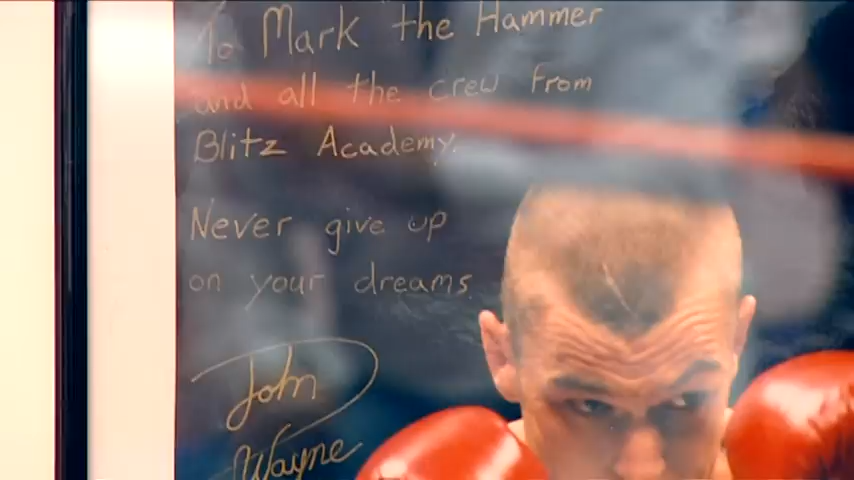 To Mark the Hammer
and all the crew from
Blitz Academy.
Never give up
on your dreams
John
Wayne